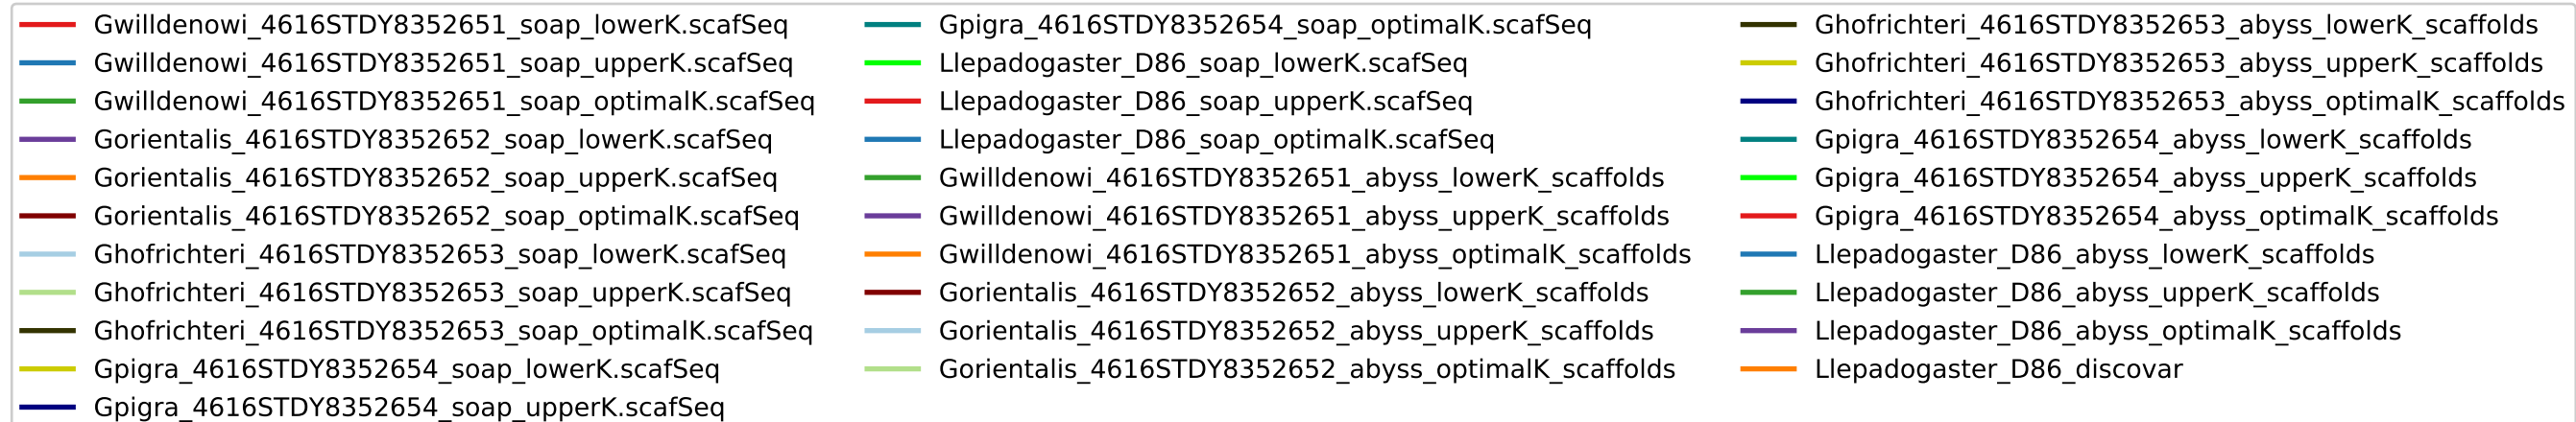 Gwilldenowi_4616STDY8352651_soap_lowerK.scafSeq
Gwilldenowi_4616STDY8352651_soap_upperK.scafSeq
Gwilldenowi_4616STDY8352651_soap_optimalK.scafSeq
Gorientalis_4616STDY8352652_soap_lowerK.scafSeq
Gorientalis_4616STDY8352652_soap_upperK.scafSeq
Gorientalis_4616STDY8352652_soap_optimalK.scafSeq
Ghofrichteri_4616STDY8352653_soap_lowerK.scafSeq
Ghofrichteri_4616STDY8352653_soap_upperK.scafSeq
Ghofrichteri_4616STDY8352653_soap_optimalK.scafSeq
Gpigra_4616STDY8352654_soap_lowerK.scafSeq
Gpigra_4616STDY8352654_soap_upperK.scafSeq
Gpigra_4616STDY8352654_soap_optimalK.scafSeq
Llepadogaster_D86_soap_lowerK.scafSeq
Llepadogaster_D86_soap_upperK.scafSeq
Llepadogaster_D86_soap_optimalK.scafSeq
Gwilldenowi_4616STDY8352651_abyss_lowerK_scaffolds
Gwilldenowi_4616STDY8352651_abyss_upperK_scaffolds
Gwilldenowi_4616STDY8352651_abyss_optimalK_scaffolds
Gorientalis_4616STDY8352652_abyss_lowerK_scaffolds
Gorientalis_4616STDY8352652_abyss_upperK_scaffolds
Gorientalis_4616STDY8352652_abyss_optimalK_scaffolds
Ghofrichteri_4616STDY8352653_abyss_lowerK_scaffolds
Ghofrichteri_4616STDY8352653_abyss_upperK_scaffolds
Ghofrichteri_4616STDY8352653_abyss_optimalK_scaffolds
Gpigra_4616STDY8352654_abyss_lowerK_scaffolds
Gpigra_4616STDY8352654_abyss_upperK_scaffolds
Gpigra_4616STDY8352654_abyss_optimalK_scaffolds
Llepadogaster_D86_abyss_lowerK_scaffolds
Llepadogaster_D86_abyss_upperK_scaffolds
Llepadogaster_D86_abyss_optimalK_scaffolds
Llepadogaster_D86_discovar